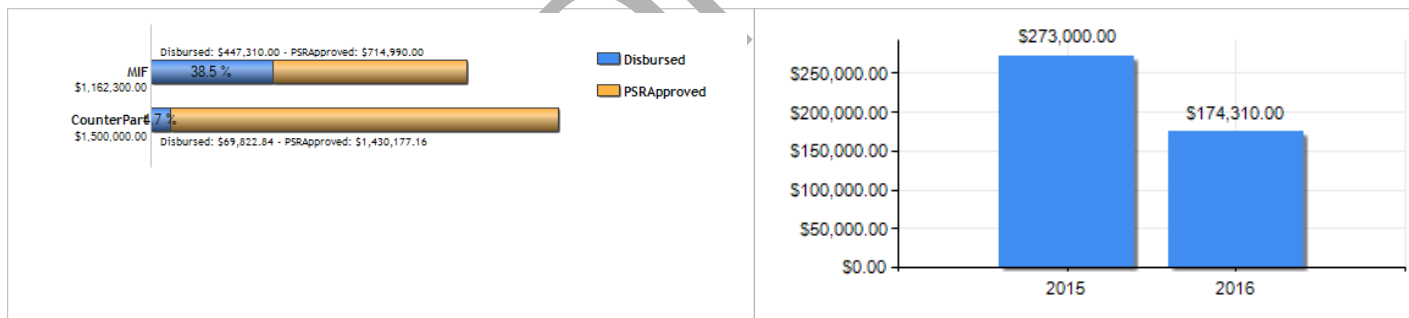 Disbursed: $447,310.00 - PSRApproved: $714,990.00
MIF
38.5 %
$1,162,300.00
CounterPart
7 %
$1,500,000.00
Disbursed: $69,822.84 - PSRApproved: $1,430,177.16
Disbursed
PSRApproved
$273,000.00
$250,000.00
$200,000.00
$174,310.00
$150,000.00
$100,000.00
$50,000.00
$0.00
2015
2016